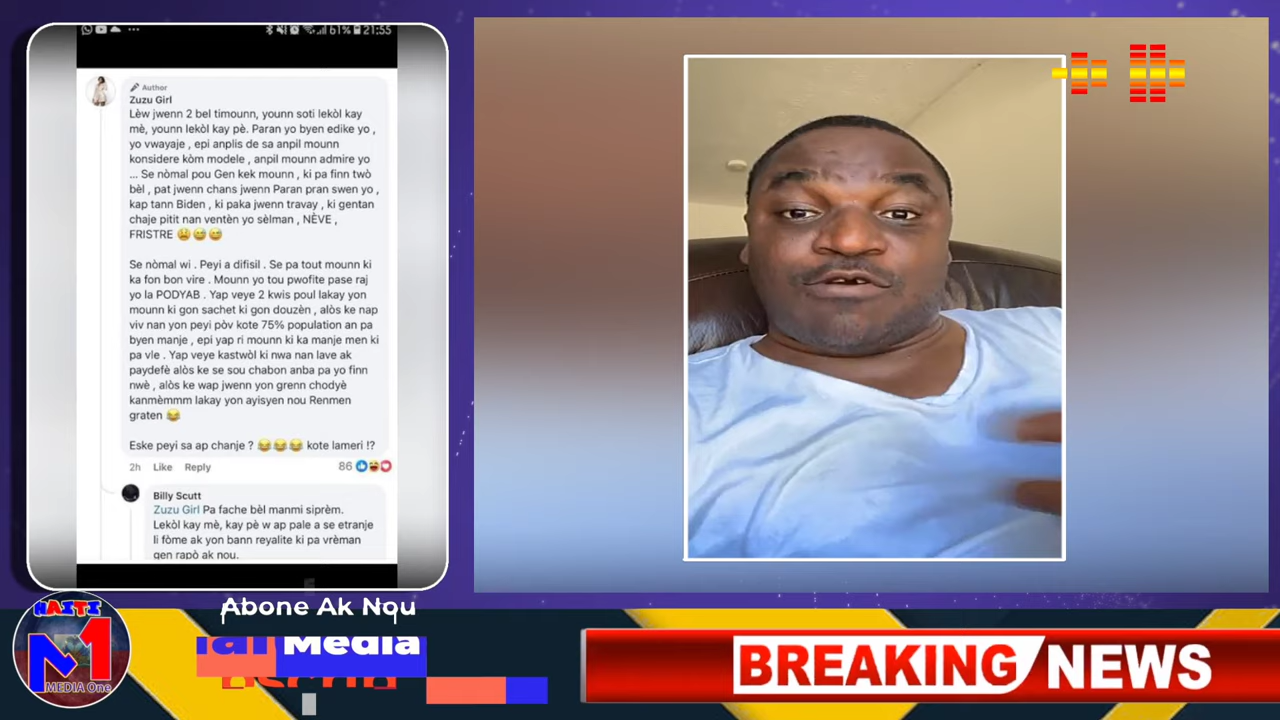 61% 21:55
Author
Zuzu Girl
Lèw jwenn 2 bel timounn, younn soti lekòl kay
mè, younn lekòl kay pè. Paran yo byen edike yo ,
yo vwayaje , epi anplis de sa anpil mounn
konsidere kòm modele , anpil mounn admire yo
... Se nòmal pou Gen kek mounn , ki pa finn twò
bèl , pat jwenn chans jwenn Paran pran swen yo ,
kap tann Biden , ki paka jwenn travay , ki gentan
chaje pitit nan ventèn yo sèlman , NÈVE ,
FRISTRE 😩😅😅
Se nòmal wi . Peyi a difisil . Se pa tout mounn ki
ka fon bon vire . Mounn yo tou pwofite pase raj
yo la PODYAB . Yap veye 2 kwis poul lakay yon
mounn ki gon sachet ki gon douzèn , alòs ke nap
viv nan yon peyi pòv kote 75% population an pa
byen manje , epi yap ri mounn ki ka manje men ki
pa vle . Yap veye kastwòl ki nwa nan lave ak
paydefè alòs ke se sou chabon anba pa yo finn
nwè , alòs ke wap jwenn yon grenn chodyè
kanmèmmm lakay yon ayisyen nou Renmen
graten 😂
Eske peyi sa ap chanje ? 😂😂😂 kote lameri !?
2h Like Reply 86
Billy Scutt
Zuzu Girl Pa fache bèl manmi siprèm.
Lekòl kay mè, kay pè w ap pale a se etranje
li fòme ak yon bann reyalite ki pa vrèman
gen rapò ak nou.
HAITI
M1
MEDIA One
Abone Ak Nou
Media
BREAKING NEWS